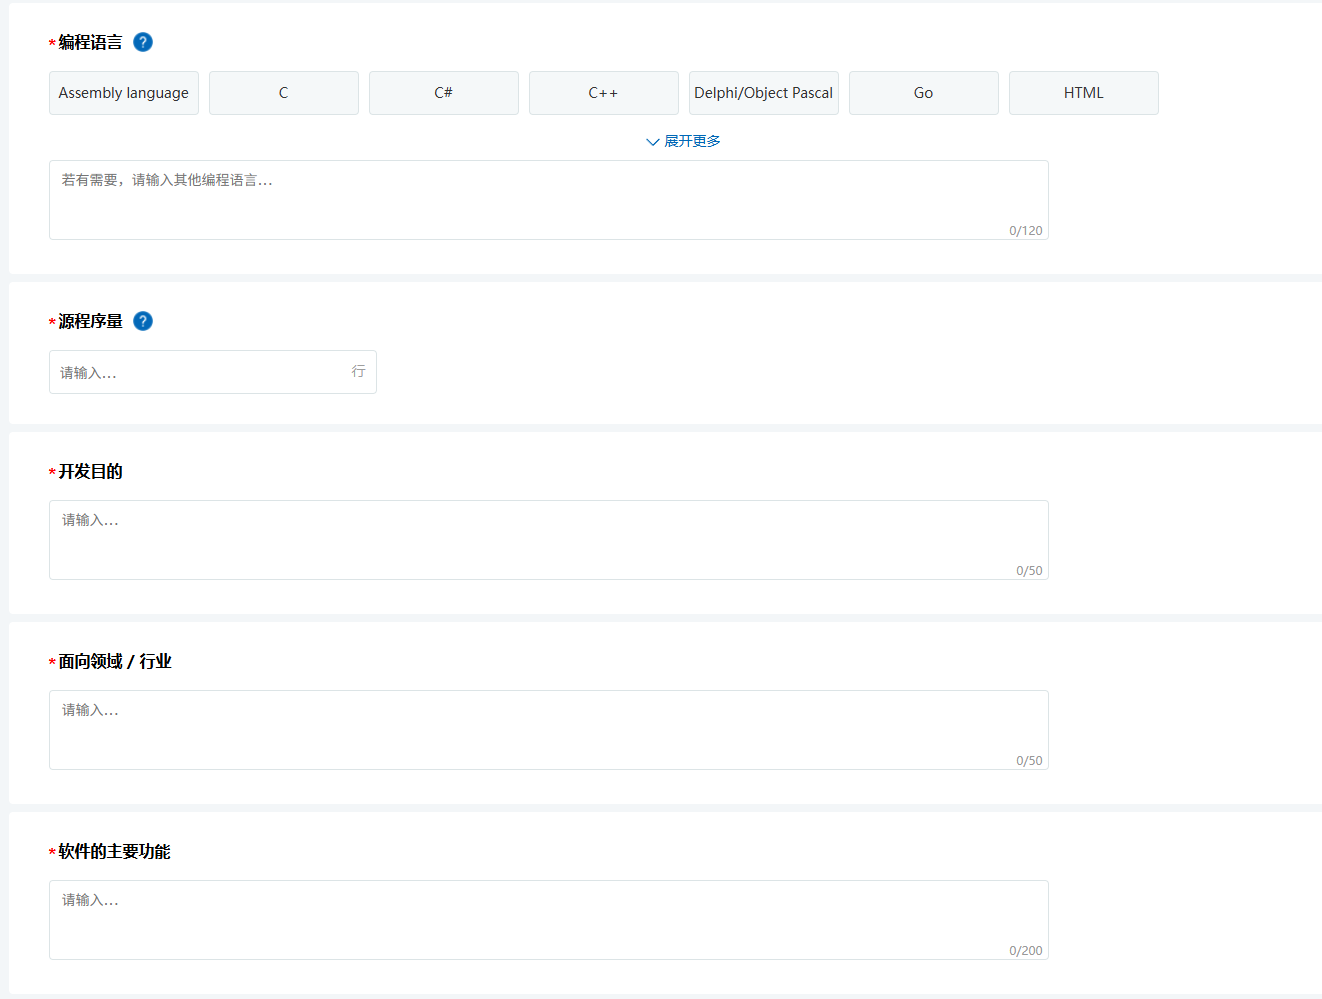 *编程语言 ?
Assembly language C C# C++ Delphi/Object Pascal Go HTML
展开更多
若有需要，请输入其他编程语言...
0/120
*源程序量 ?
请输入... 行
*开发目的
请输入...
0/50
*面向领域 / 行业
请输入...
0/50
*软件的主要功能
请输入...
0/200